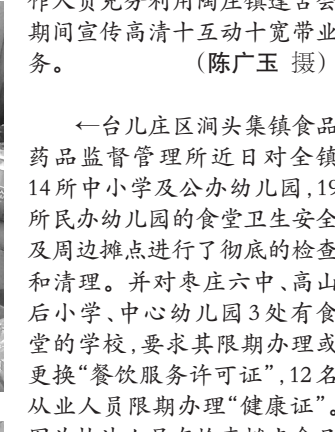 作人员充分利用陶庄镇逢古会
期间宣传高清十互动十宽带业
务。　　　　（陈广玉 摄）
←台儿庄区涧头集镇食品
药品监督管理所近日对全镇
14所中小学及公办幼儿园,19
所民办幼儿园的食堂卫生安全
及周边摊点进行了彻底的检查
和清理。并对枣庄六中、高山
后小学、中心幼儿园3处有食
堂的学校,要求其限期办理或
更换“餐饮服务许可证”,12名
从业人员限期办理“健康证”。